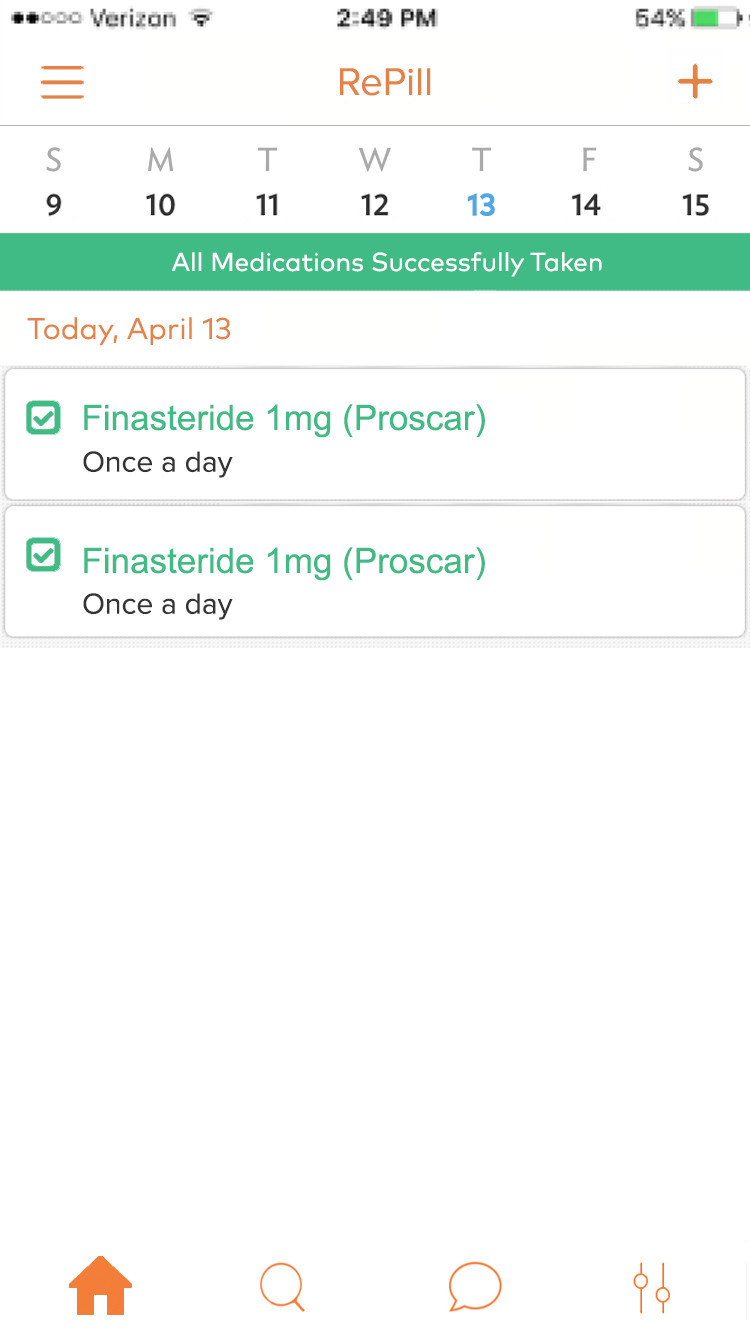 Verizon 2:49 PM 54%
RePill
S M T W T F S
9 10 11 12 13 14 15
All Medications Successfully Taken
Today, April 13
Finasteride 1mg (Proscar)
Once a day
Finasteride 1mg (Proscar)
Once a day